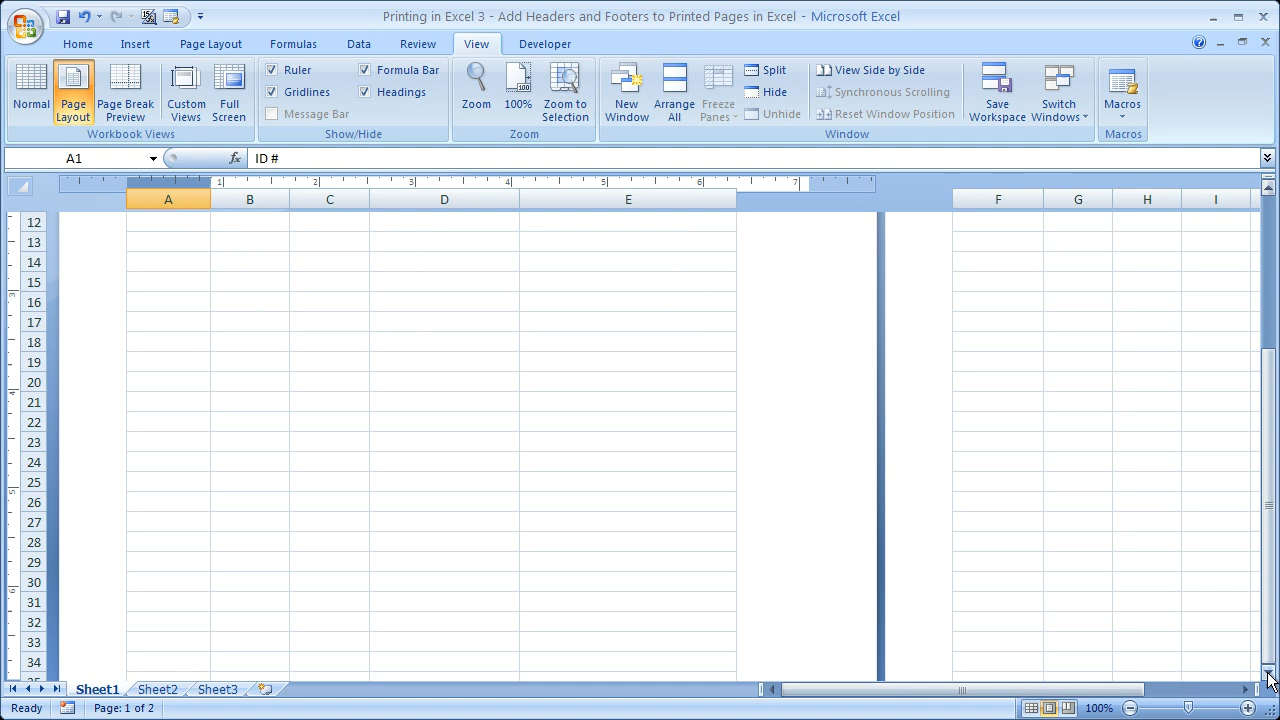 Printing in Excel 3 - Add Headers and Footers to Printed Pages in Excel - Microsoft Excel
Home Insert Page Layout Formulas Data Review View Developer
Normal Page Layout Page Break Preview Custom Views Full Screen
Workbook Views
Ruler Formula Bar
Gridlines Headings
Message Bar
Show/Hide
Zoom 100% Zoom to Selection
Zoom
New Window Arrange All Freeze Panes
Split View Side by Side
Hide Synchronous Scrolling
Unhide Reset Window Position
Save Workspace Switch Windows
Window
Macros
Macros
A1 fx ID #
1 2 3 4 5 6 7
A B C D E F G H I
12
13
14
15
3
16
17
18
19
20
4
21
22
23
24
25
5
26
27
28
29
30
6
31
32
33
34
Sheet1 Sheet2 Sheet3
Ready Page: 1 of 2 100%